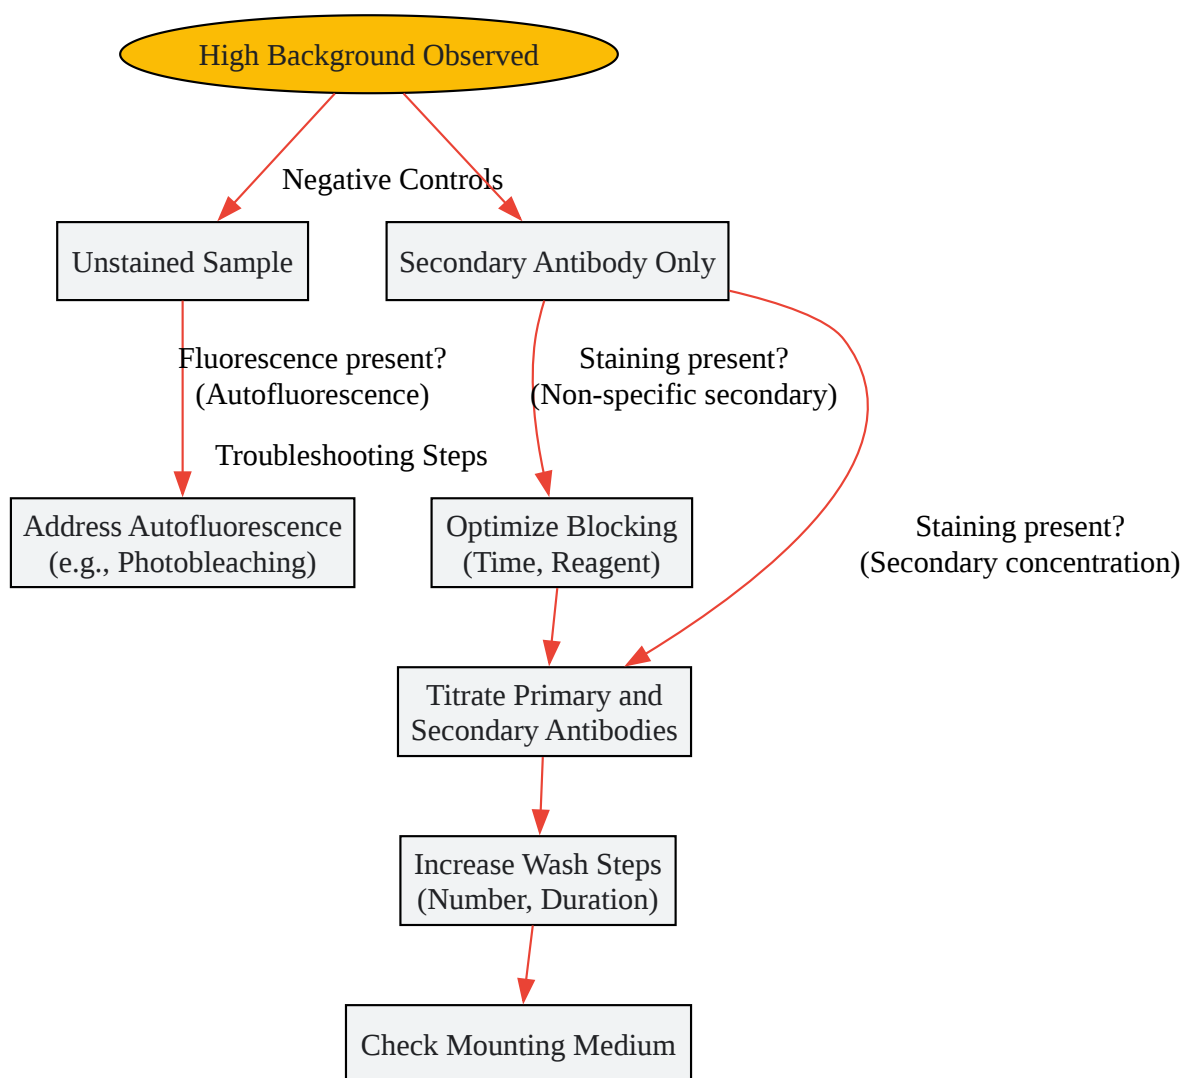 High Background Observed
Negative Controls
Unstained Sample
Secondary Antibody Only
Fluorescence present?
(Autofluorescence)
Staining present?
(Non-specific secondary)
Troubleshooting Steps
Address Autofluorescence
(e.g., Photobleaching)
Optimize Blocking
(Time, Reagent)
Staining present?
(Secondary concentration)
Titrate Primary and
Secondary Antibodies
Increase Wash Steps
(Number, Duration)
Check Mounting Medium